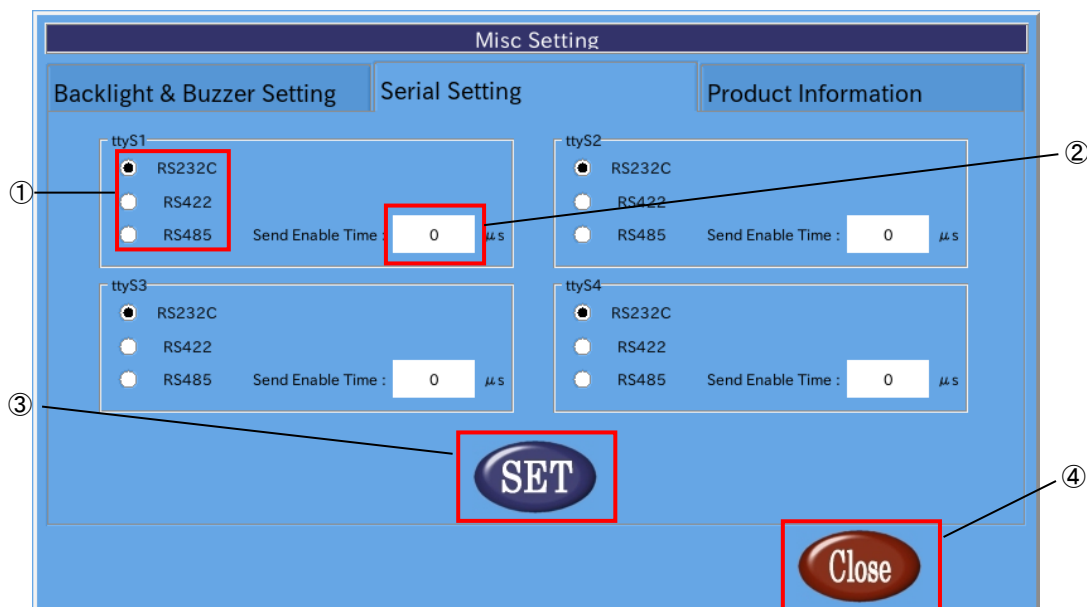 Misc Setting
Backlight & Buzzer Setting
Serial Setting
Product Information
ttyS1
RS232C
RS422
RS485 Send Enable Time : 0 μs
ttyS2
RS232C
RS422
RS485 Send Enable Time : 0 μs
①
②
ttyS3
RS232C
RS422
RS485 Send Enable Time : 0 μs
ttyS4
RS232C
RS422
RS485 Send Enable Time : 0 μs
③
SET
④
Close